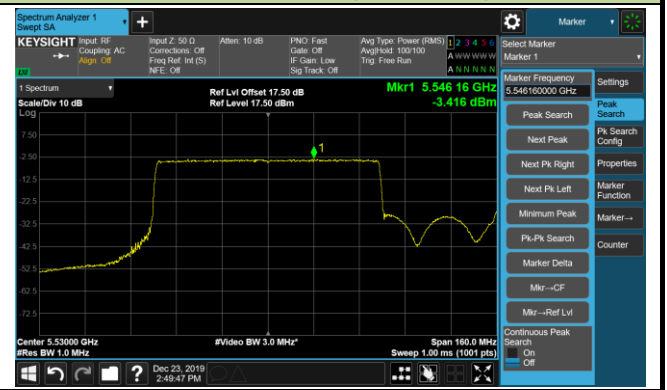 Spectrum Analyzer 1
Swept SA
Marker
KEYSIGHT
Input: RF
Coupling: AC
Align: Off
Input Z: 50 Ω
Corrections: Off
Freq Ref: Int (S)
NFE: Off
Atten: 10 dB
PNO: Fast
Gate: Off
IF Gain: Low
Sig Track: Off
Avg Type: Power (RMS)
Avg|Hold: 100/100
Trig: Free Run
1 2 3 4 5 6
A W W W W W
A N N N N N
LXI
Select Marker
Marker 1
1 Spectrum
Scale/Div 10 dB
Log
Ref Lvl Offset 17.50 dB
Ref Level 17.50 dBm
Mkr1 5.546 16 GHz
-3.416 dBm
1
7.50
-2.50
-12.5
-22.5
-32.5
-42.5
-52.5
-62.5
-72.5
Center 5.53000 GHz
#Res BW 1.0 MHz
#Video BW 3.0 MHz*
Span 160.0 MHz
Sweep 1.00 ms (1001 pts)
Marker Frequency
5.546160000 GHz
Peak Search
Next Peak
Next Pk Right
Next Pk Left
Minimum Peak
Pk-Pk Search
Marker Delta
Mkr→CF
Mkr→Ref Lvl
Continuous Peak
Search
On
Off
Settings
Peak
Search
Pk Search
Config
Properties
Marker
Function
Marker→
Counter
Dec 23, 2019
2:49:47 PM